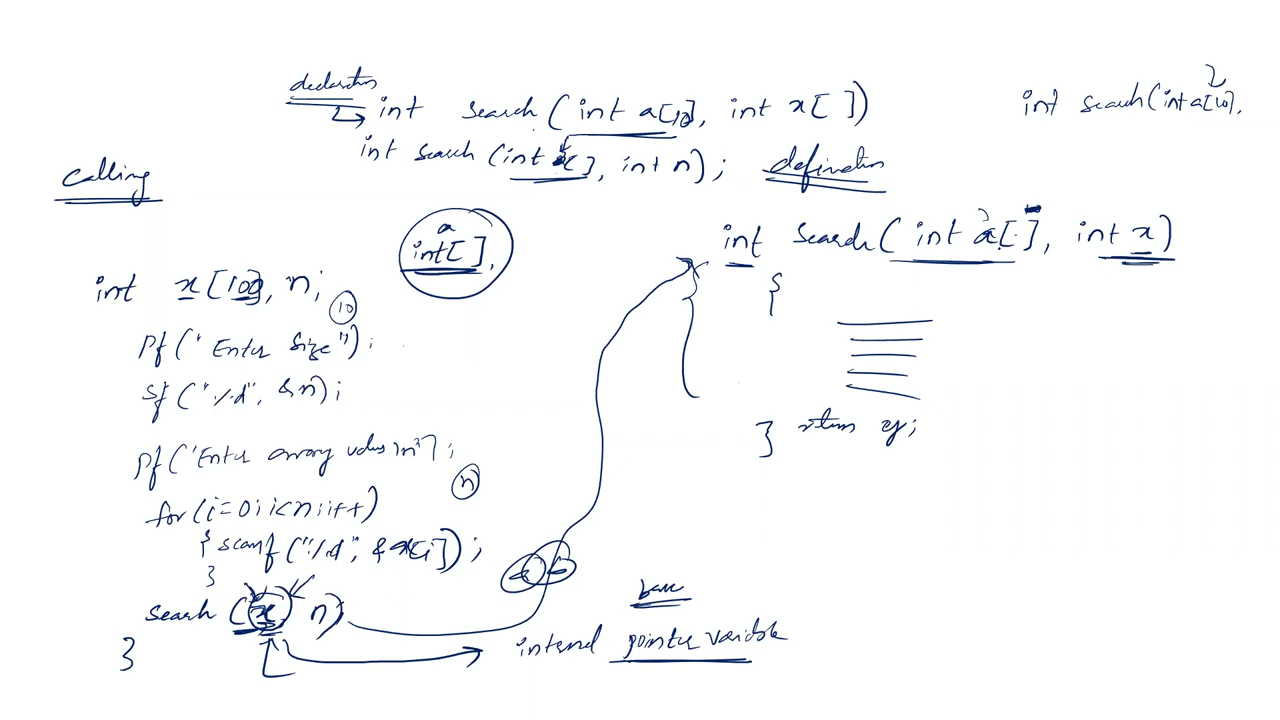 declaration
int search (int a[10], int x[ ])
int search (int a[10],
int search (int x[ ], int n); definition
calling
a
int[ ],
int search (int a[ ], int x)
{
int x[100], n;
10
Pf (" Enter Size");
Sf ("%d", &n);
} return y;
Pf ("Enter array values \n");
n
for (i=0; i<n; i++)
{ scanf ("%d", &x[i]);
}
base
search (x, n)
internal pointer variable
}